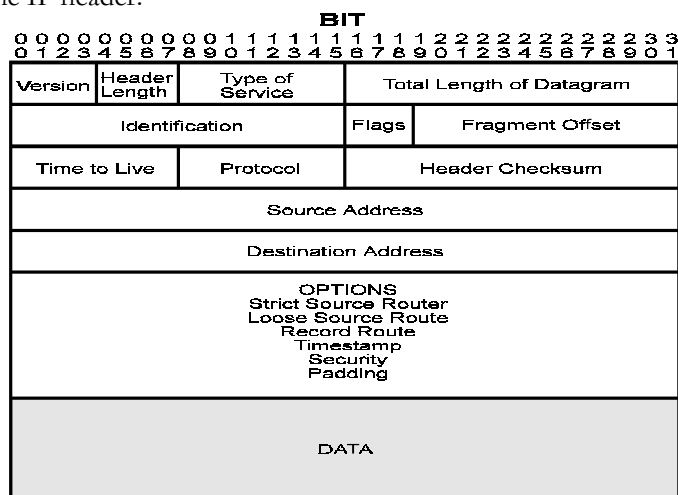 he IP header.
BIT
0 0 0 0 0 0 0 0 0 0 1 1 1 1 1 1 1 1 1 1 2 2 2 2 2 2 2 2 2 2 3 3
0 1 2 3 4 5 6 7 8 9 0 1 2 3 4 5 6 7 8 9 0 1 2 3 4 5 6 7 8 9 0 1
Version Header Type of Total Length of Datagram
Length Service
Identification Flags Fragment Offset
Time to Live Protocol Header Checksum
Source Address
Destination Address
OPTIONS
Strict Source Router
Loose Source Route
Record Route
Timestamp
Security
Padding
DATA